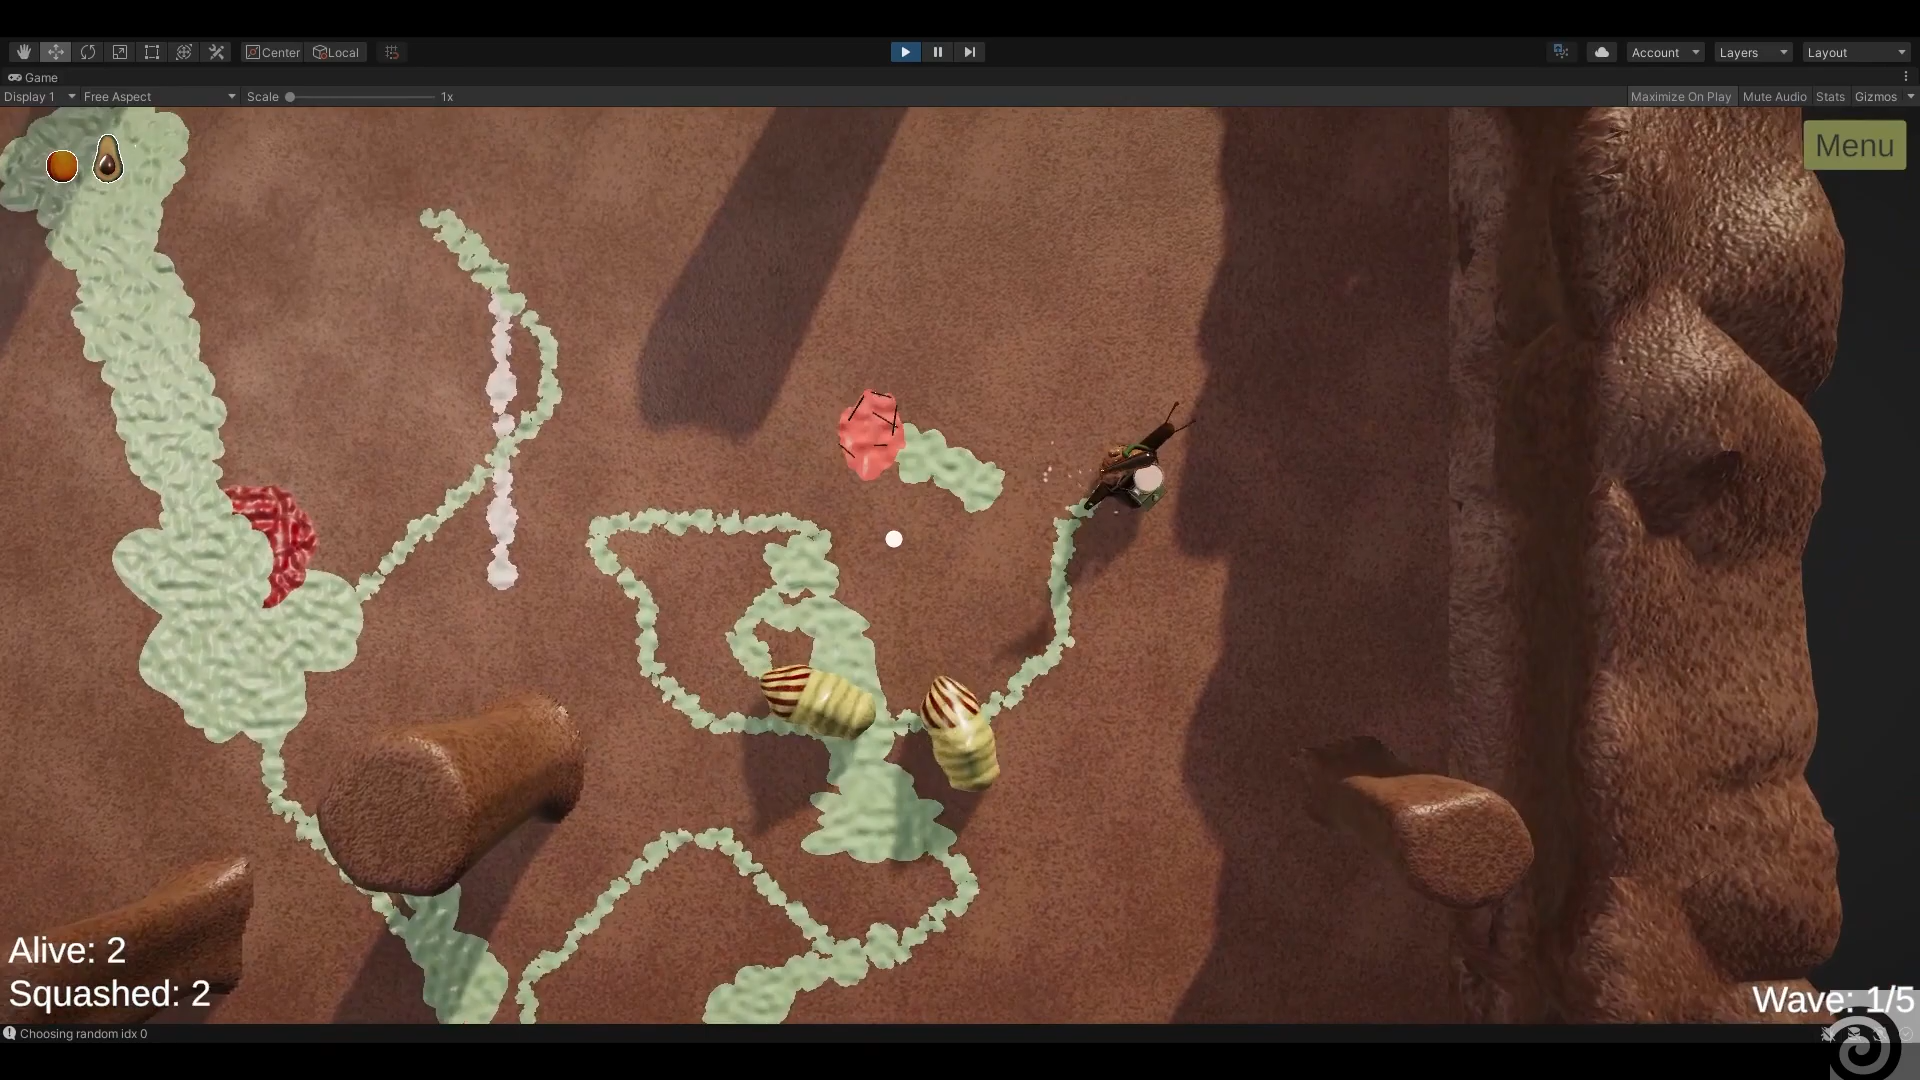 Center Local Account Layers Layout
Game
Display 1 Free Aspect Scale 1x Maximize On Play Mute Audio Stats Gizmos
Menu
Alive: 2
Squashed: 2
Wave: 1/5
Choosing random idx 0